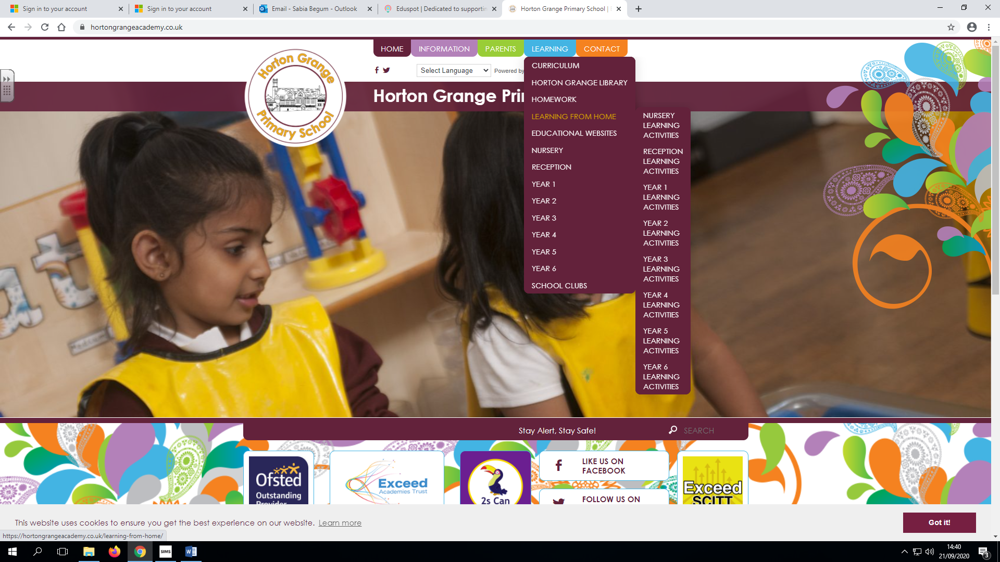 Sign in to your account
Sign in to your account
Email - Sabia Begum - Outlook
Eduspot | Dedicated to supportin
Horton Grange Primary School |
hortongrangeacademy.co.uk
HOME
INFORMATION
PARENTS
LEARNING
CONTACT
Select Language
Powered by
Horton Grange
Primary School
Horton Grange Pri
CURRICULUM
HORTON GRANGE LIBRARY
HOMEWORK
LEARNING FROM HOME
EDUCATIONAL WEBSITES
NURSERY
RECEPTION
YEAR 1
YEAR 2
YEAR 3
YEAR 4
YEAR 5
YEAR 6
SCHOOL CLUBS
NURSERY
LEARNING
ACTIVITIES
RECEPTION
LEARNING
ACTIVITIES
YEAR 1
LEARNING
ACTIVITIES
YEAR 2
LEARNING
ACTIVITIES
YEAR 3
LEARNING
ACTIVITIES
YEAR 4
LEARNING
ACTIVITIES
YEAR 5
LEARNING
ACTIVITIES
YEAR 6
LEARNING
ACTIVITIES
Stay Alert, Stay Safe!
SEARCH
Ofsted
Outstanding
Provider
Exceed
Academies Trust
2s Can
LIKE US ON
FACEBOOK
FOLLOW US ON
Exceed
SCITT
This website uses cookies to ensure you get the best experience on our website. Learn more
Got it!
https://hortongrangeacademy.co.uk/learning-from-home/
SIMS
14:40
21/09/2020
3